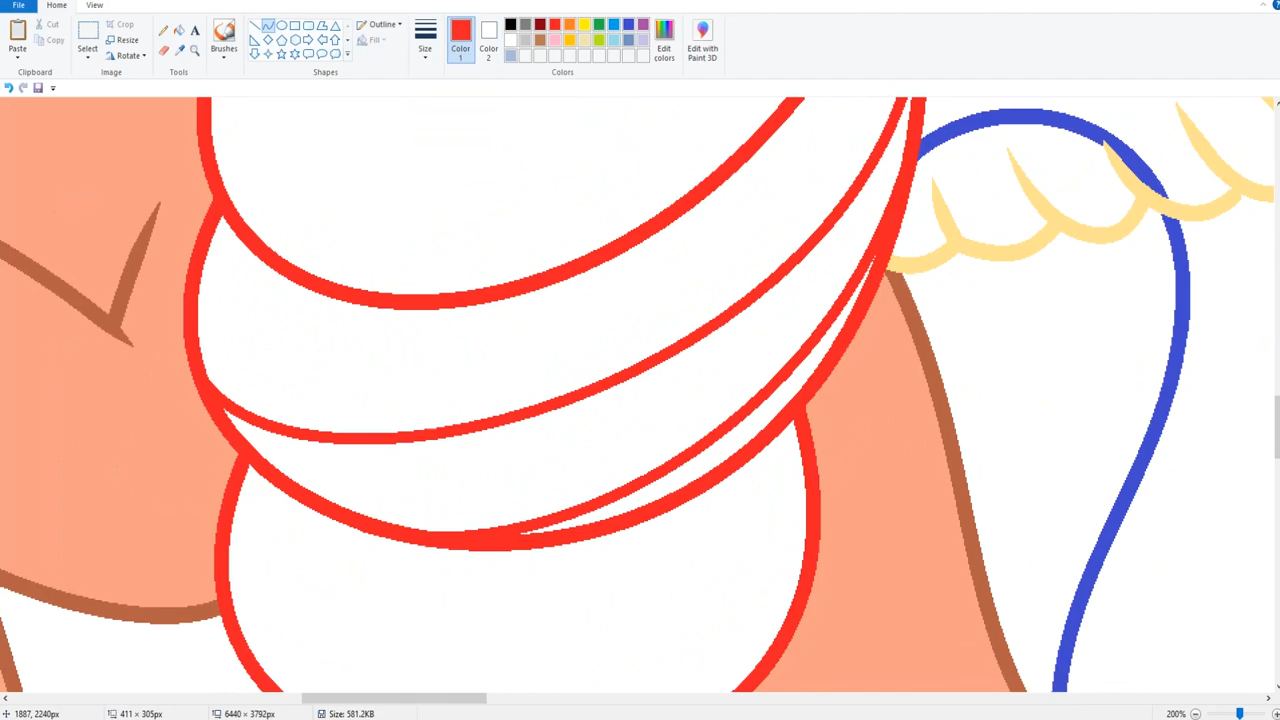 File Home View
Paste
Cut
Copy
Clipboard
Select
Crop
Resize
Rotate
Image
A
Tools
Brushes
Outline
Fill
Shapes
Size
Color 1
Color 2
Edit colors
Colors
Edit with Paint 3D
1887, 2240px 411 × 305px 6440 × 3792px Size: 581.2KB 200%